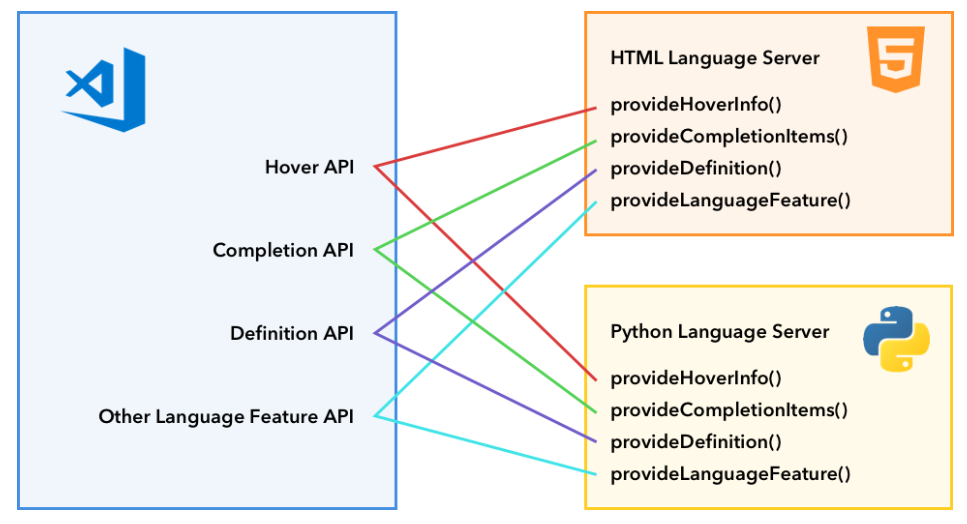 Hover API
Completion API
Definition API
Other Language Feature API
HTML Language Server
5
provideHoverInfo()
provideCompletionItems()
provideDefinition()
provideLanguageFeature()
Python Language Server
provideHoverInfo()
provideCompletionItems()
provideDefinition()
provideLanguageFeature()